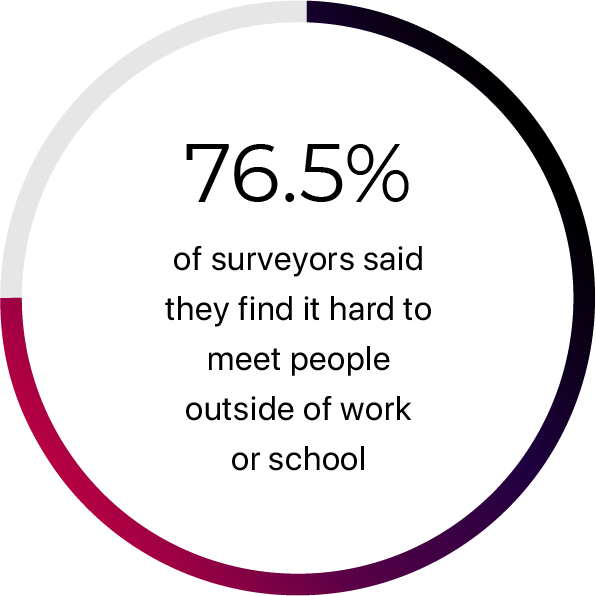 76.5%
of surveyors said
they find it hard to
meet people
outside of work
or school